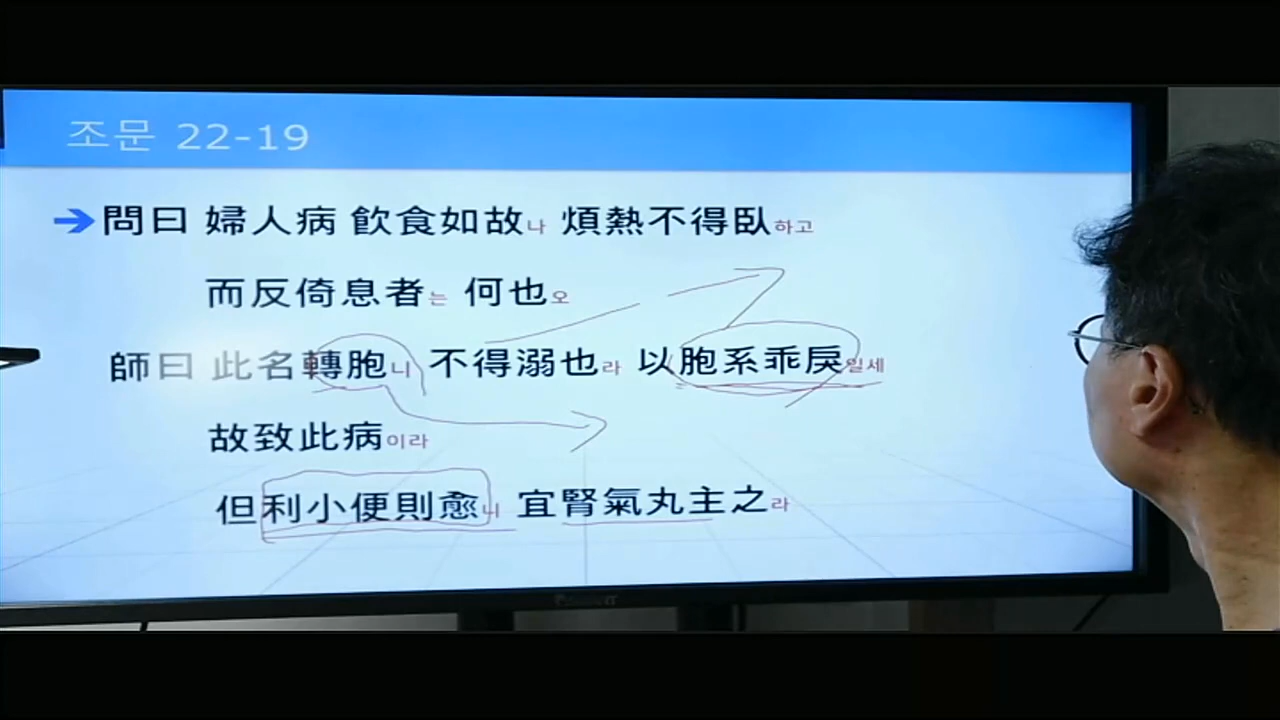 조문 22-19
問曰 婦人病 飮食如故나 煩熱不得臥하고
而反倚息者는 何也오
師曰 此名轉胞니 不得溺也라 以胞系乖戾일세
故致此病이라
但利小便則愈니 宜腎氣丸主之라